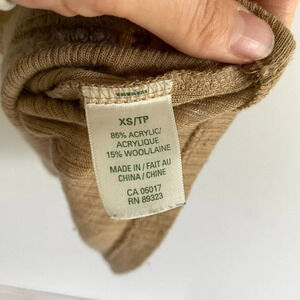 XS/TP
85% ACRYLIC/
ACRYLIQUE
15% WOOL/LAINE
MADE IN / FAIT AU
CHINA / CHINE
CA 05017
RN 89323